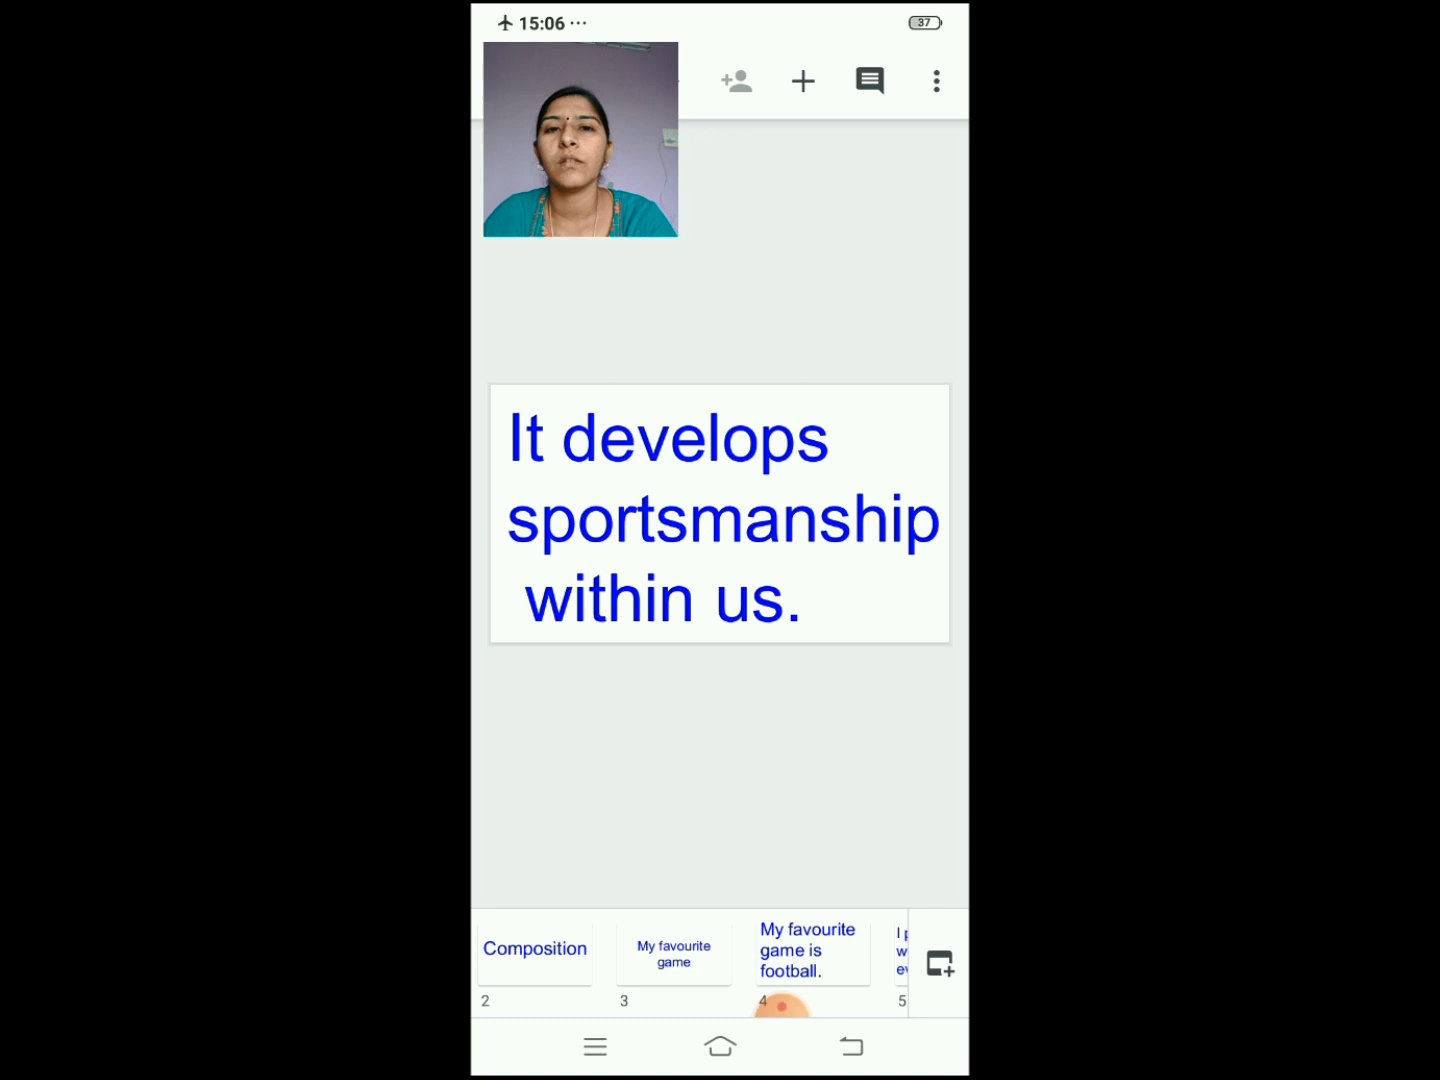 15:06 ...
37
It develops
sportsmanship
within us.
Composition
My favourite
game
My favourite
game is
football.
I
w
2
3
4
5